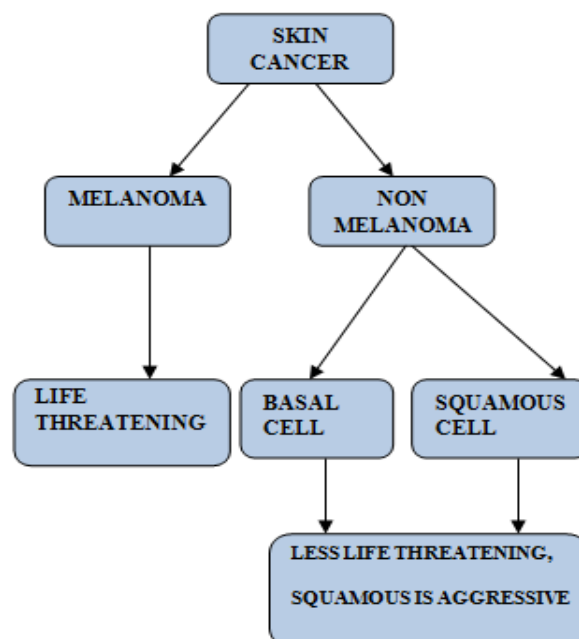 SKIN
CANCER
MELANOMA
NON
MELANOMA
LIFE
THREATENING
BASAL
CELL
SQUAMOUS
CELL
LESS LIFE THREATENING,
SQUAMOUS IS AGGRESSIVE